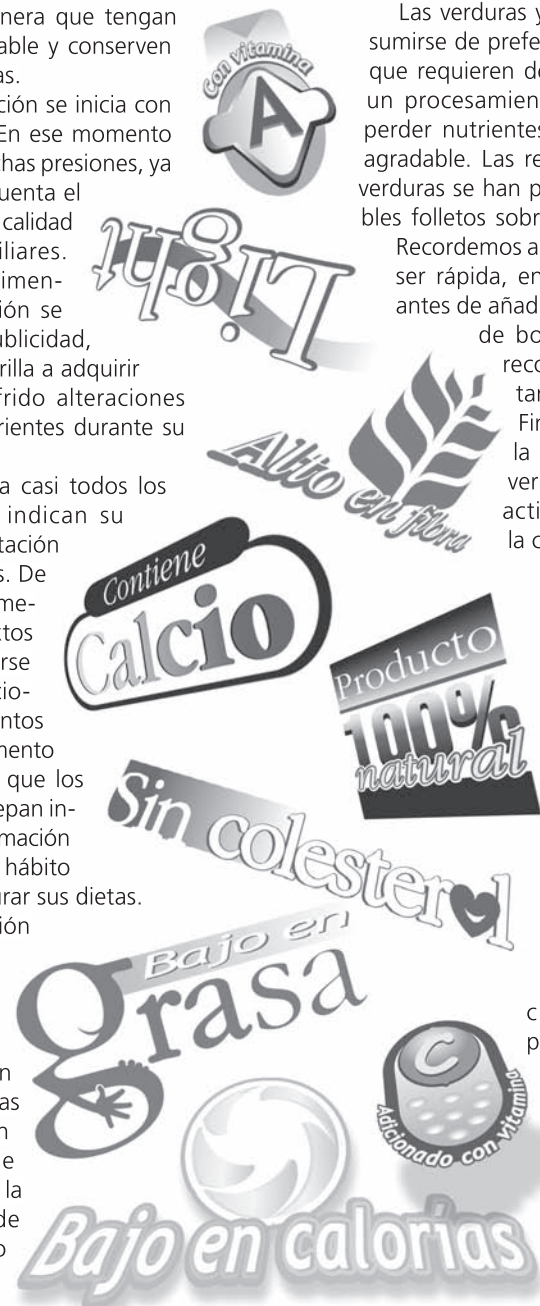 nera que tengan
able y conserven
as.
ción se inicia con
En ese momento
chas presiones, ya
uenta el
calidad
iliares.
imen-
ión se
ublicidad,
rilla a adquirir
frido alteraciones
rientes durante su
a casi todos los
indican su
tación
s. De
me-
tos
rse
cio-
ntos
mento
que los
epan in-
mación
hábito
urar sus dietas.
ión
n
as
n
e
la
de
o
Con vitamina
A
Light
Alto
en fibra
Contiene
Calcio
Producto
100%
natural
Sin colesterol
Bajo en
grasa
C
Adicionado con vitamina
Bajo en calorías
Las verduras y
sumirse de prefe
que requieren de
un procesamien
perder nutrientes
agradable. Las re
verduras se han p
bles folletos sobr
Recordemos a
ser rápida, en
antes de añad
de bo
reco
tar
Fir
la
ver
acti
la c
c
p